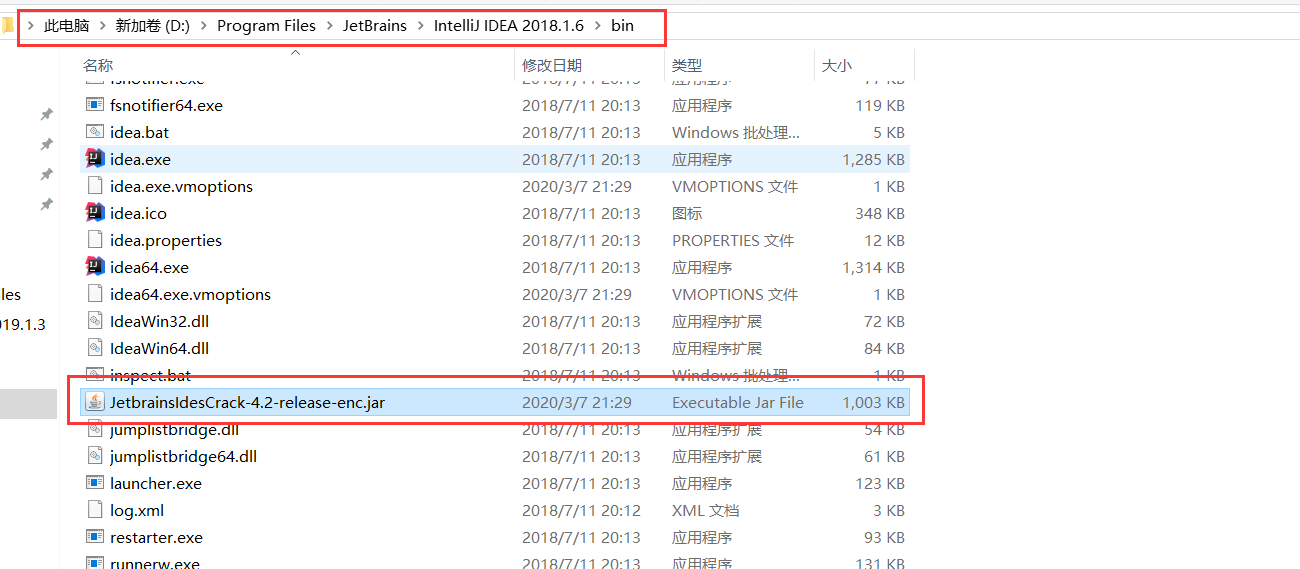 此电脑 > 新加卷 (D:) > Program Files > JetBrains > IntelliJ IDEA 2018.1.6 > bin
名称 修改日期 类型 大小
fsnotifier.exe 2018/7/11 20:13 应用程序 77 KB
fsnotifier64.exe 2018/7/11 20:13 应用程序 119 KB
idea.bat 2018/7/11 20:13 Windows 批处理... 5 KB
idea.exe 2018/7/11 20:13 应用程序 1,285 KB
idea.exe.vmoptions 2020/3/7 21:29 VMOPTIONS 文件 1 KB
idea.ico 2018/7/11 20:13 图标 348 KB
idea.properties 2018/7/11 20:13 PROPERTIES 文件 12 KB
idea64.exe 2018/7/11 20:13 应用程序 1,314 KB
les idea64.exe.vmoptions 2020/3/7 21:29 VMOPTIONS 文件 1 KB
019.1.3 IdeaWin32.dll 2018/7/11 20:13 应用程序扩展 72 KB
IdeaWin64.dll 2018/7/11 20:13 应用程序扩展 84 KB
inspect.bat 2018/7/11 20:13 Windows 批处理... 1 KB
JetbrainsIdesCrack-4.2-release-enc.jar 2020/3/7 21:29 Executable Jar File 1,003 KB
jumplistbridge.dll 2018/7/11 20:13 应用程序扩展 54 KB
jumplistbridge64.dll 2018/7/11 20:13 应用程序扩展 61 KB
launcher.exe 2018/7/11 20:13 应用程序 123 KB
log.xml 2018/7/11 20:12 XML 文档 3 KB
restarter.exe 2018/7/11 20:13 应用程序 93 KB
runnerw.exe 2018/7/11 20:13 应用程序 131 KB